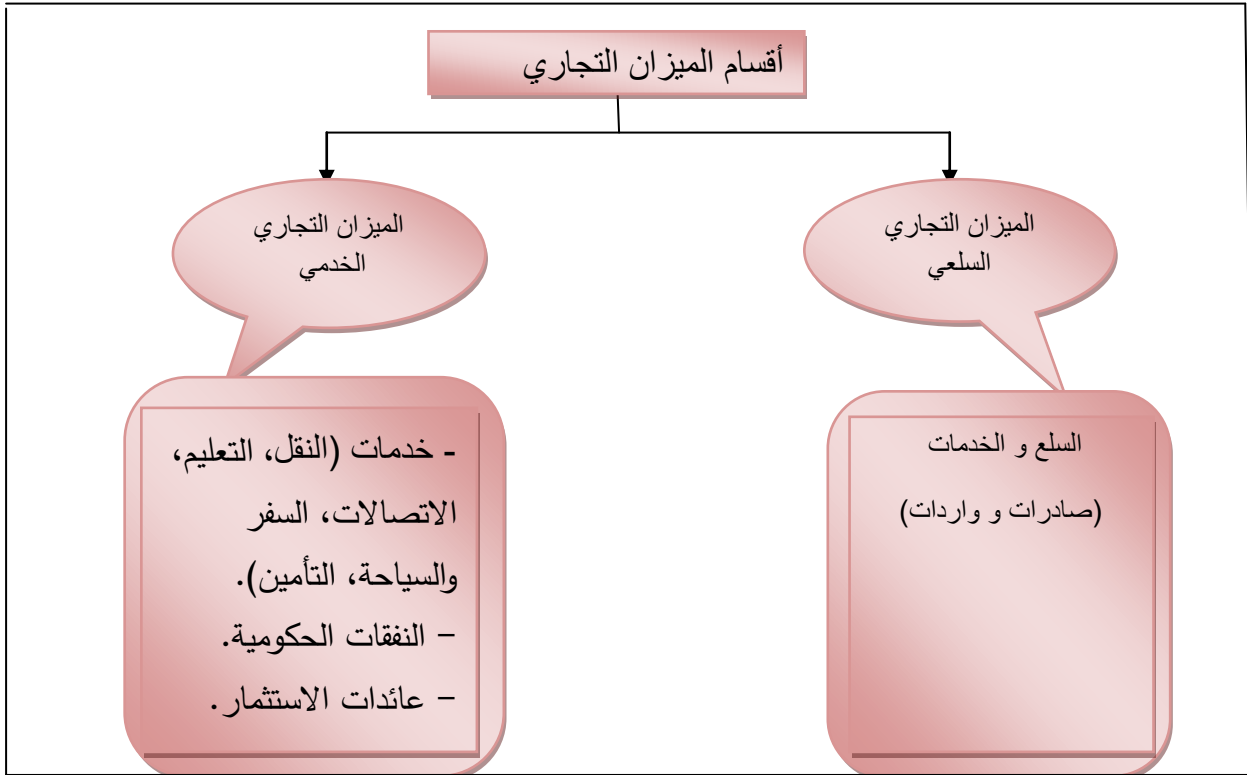 أقسام الميزان التجاري
الميزان التجاري
السلعي
الميزان التجاري
الخدمي
السلع و الخدمات
(صادرات و واردات)
- خدمات (النقل، التعليم،
الاتصالات، السفر
والسياحة، التأمين).
– النفقات الحكومية.
– عائدات الاستثمار.